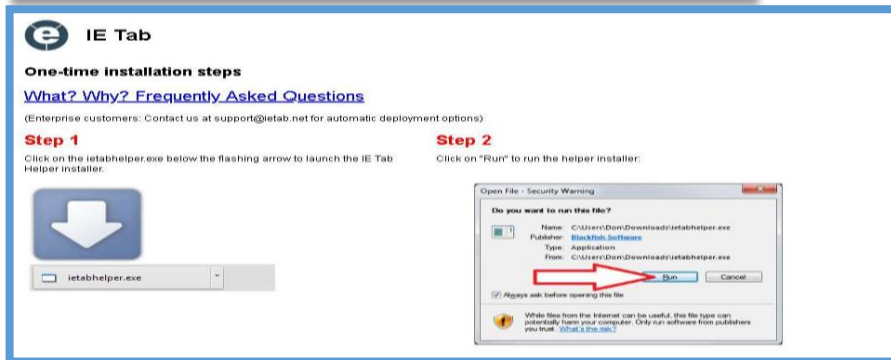 IE Tab
One-time installation steps
What? Why? Frequently Asked Questions
(Enterprise customers: Contact us at support@ietab.net for automatic deployment options)
Step 1
Click on the ietabhelper.exe below the flashing arrow to launch the IE Tab
Helper installer.
ietabhelper.exe
Step 2
Click on "Run" to run the helper installer:
Open File - Security Warning
Do you want to run this file?
Name: C:\Users\Don\Downloads\ietabhelper.exe
Publisher: Blackfish Software
Type: Application
From: C:\Users\Don\Downloads\ietabhelper.exe
Run
Cancel
Always ask before opening this file
While files from the Internet can be useful, this file type can
potentially harm your computer. Only run software from publishers
you trust. What's the risk?